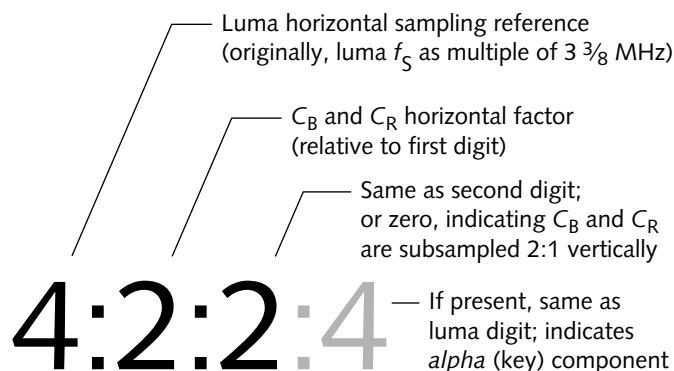 Luma horizontal sampling reference
(originally, luma fS as multiple of 3 3⁄8 MHz)
CB and CR horizontal factor
(relative to first digit)
Same as second digit;
or zero, indicating CB and CR
are subsampled 2:1 vertically
4:2:2:4
If present, same as
luma digit; indicates
alpha (key) component